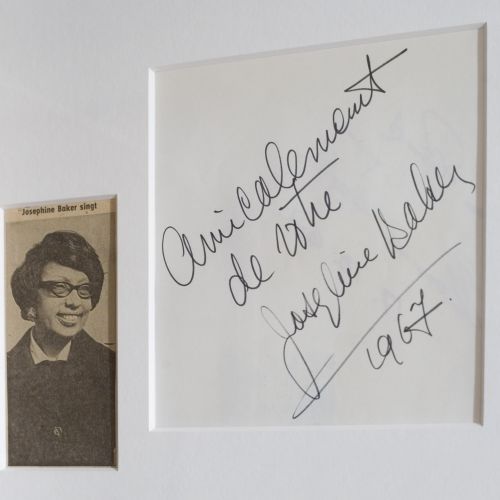 Josephine Baker singt
Amicalement
de votre
Josephine Baker
1967.